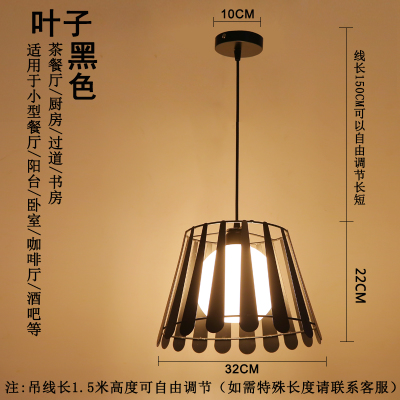 叶子
黑色
茶餐厅/厨房/过道/书房
适用于小型餐厅/阳台/卧室/咖啡厅/酒吧等
10CM
线长150CM可以自由调节长短
22CM
32CM
注:吊线长1.5米高度可自由调节(如需特殊长度请联系客服)